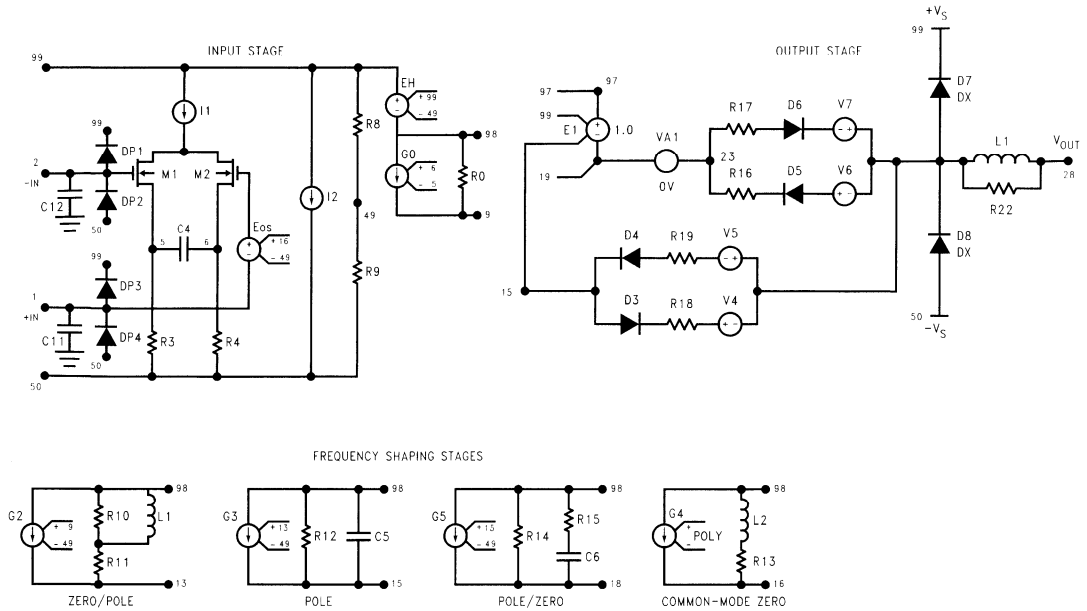 INPUT STAGE
OUTPUT STAGE
+VS
99
99
I1
EH
+ 99
- 49
R8
98
99
DP1
2
-IN
M1
M2
I2
G0
+ 6
- 5
R0
9
C12
DP2
50
49
5
C4
6
Eos
+ 16
- 49
99
DP3
1
+IN
R9
C11
DP4
50
R3
R4
50
97
97
99
E1
1.0
19
VA1
0V
23
R17
D6
V7
R16
D5
V6
D7
DX
L1
VOUT
28
R22
D4
R19
V5
15
D3
R18
V4
D8
DX
50
-VS
FREQUENCY SHAPING STAGES
98
G2
+ 9
- 49
R10
L1
R11
13
ZERO/POLE
98
G3
+ 13
- 49
R12
C5
15
POLE
98
G5
+ 15
- 49
R14
R15
C6
18
POLE/ZERO
98
G4
+
-
POLY
L2
R13
16
COMMON-MODE ZERO